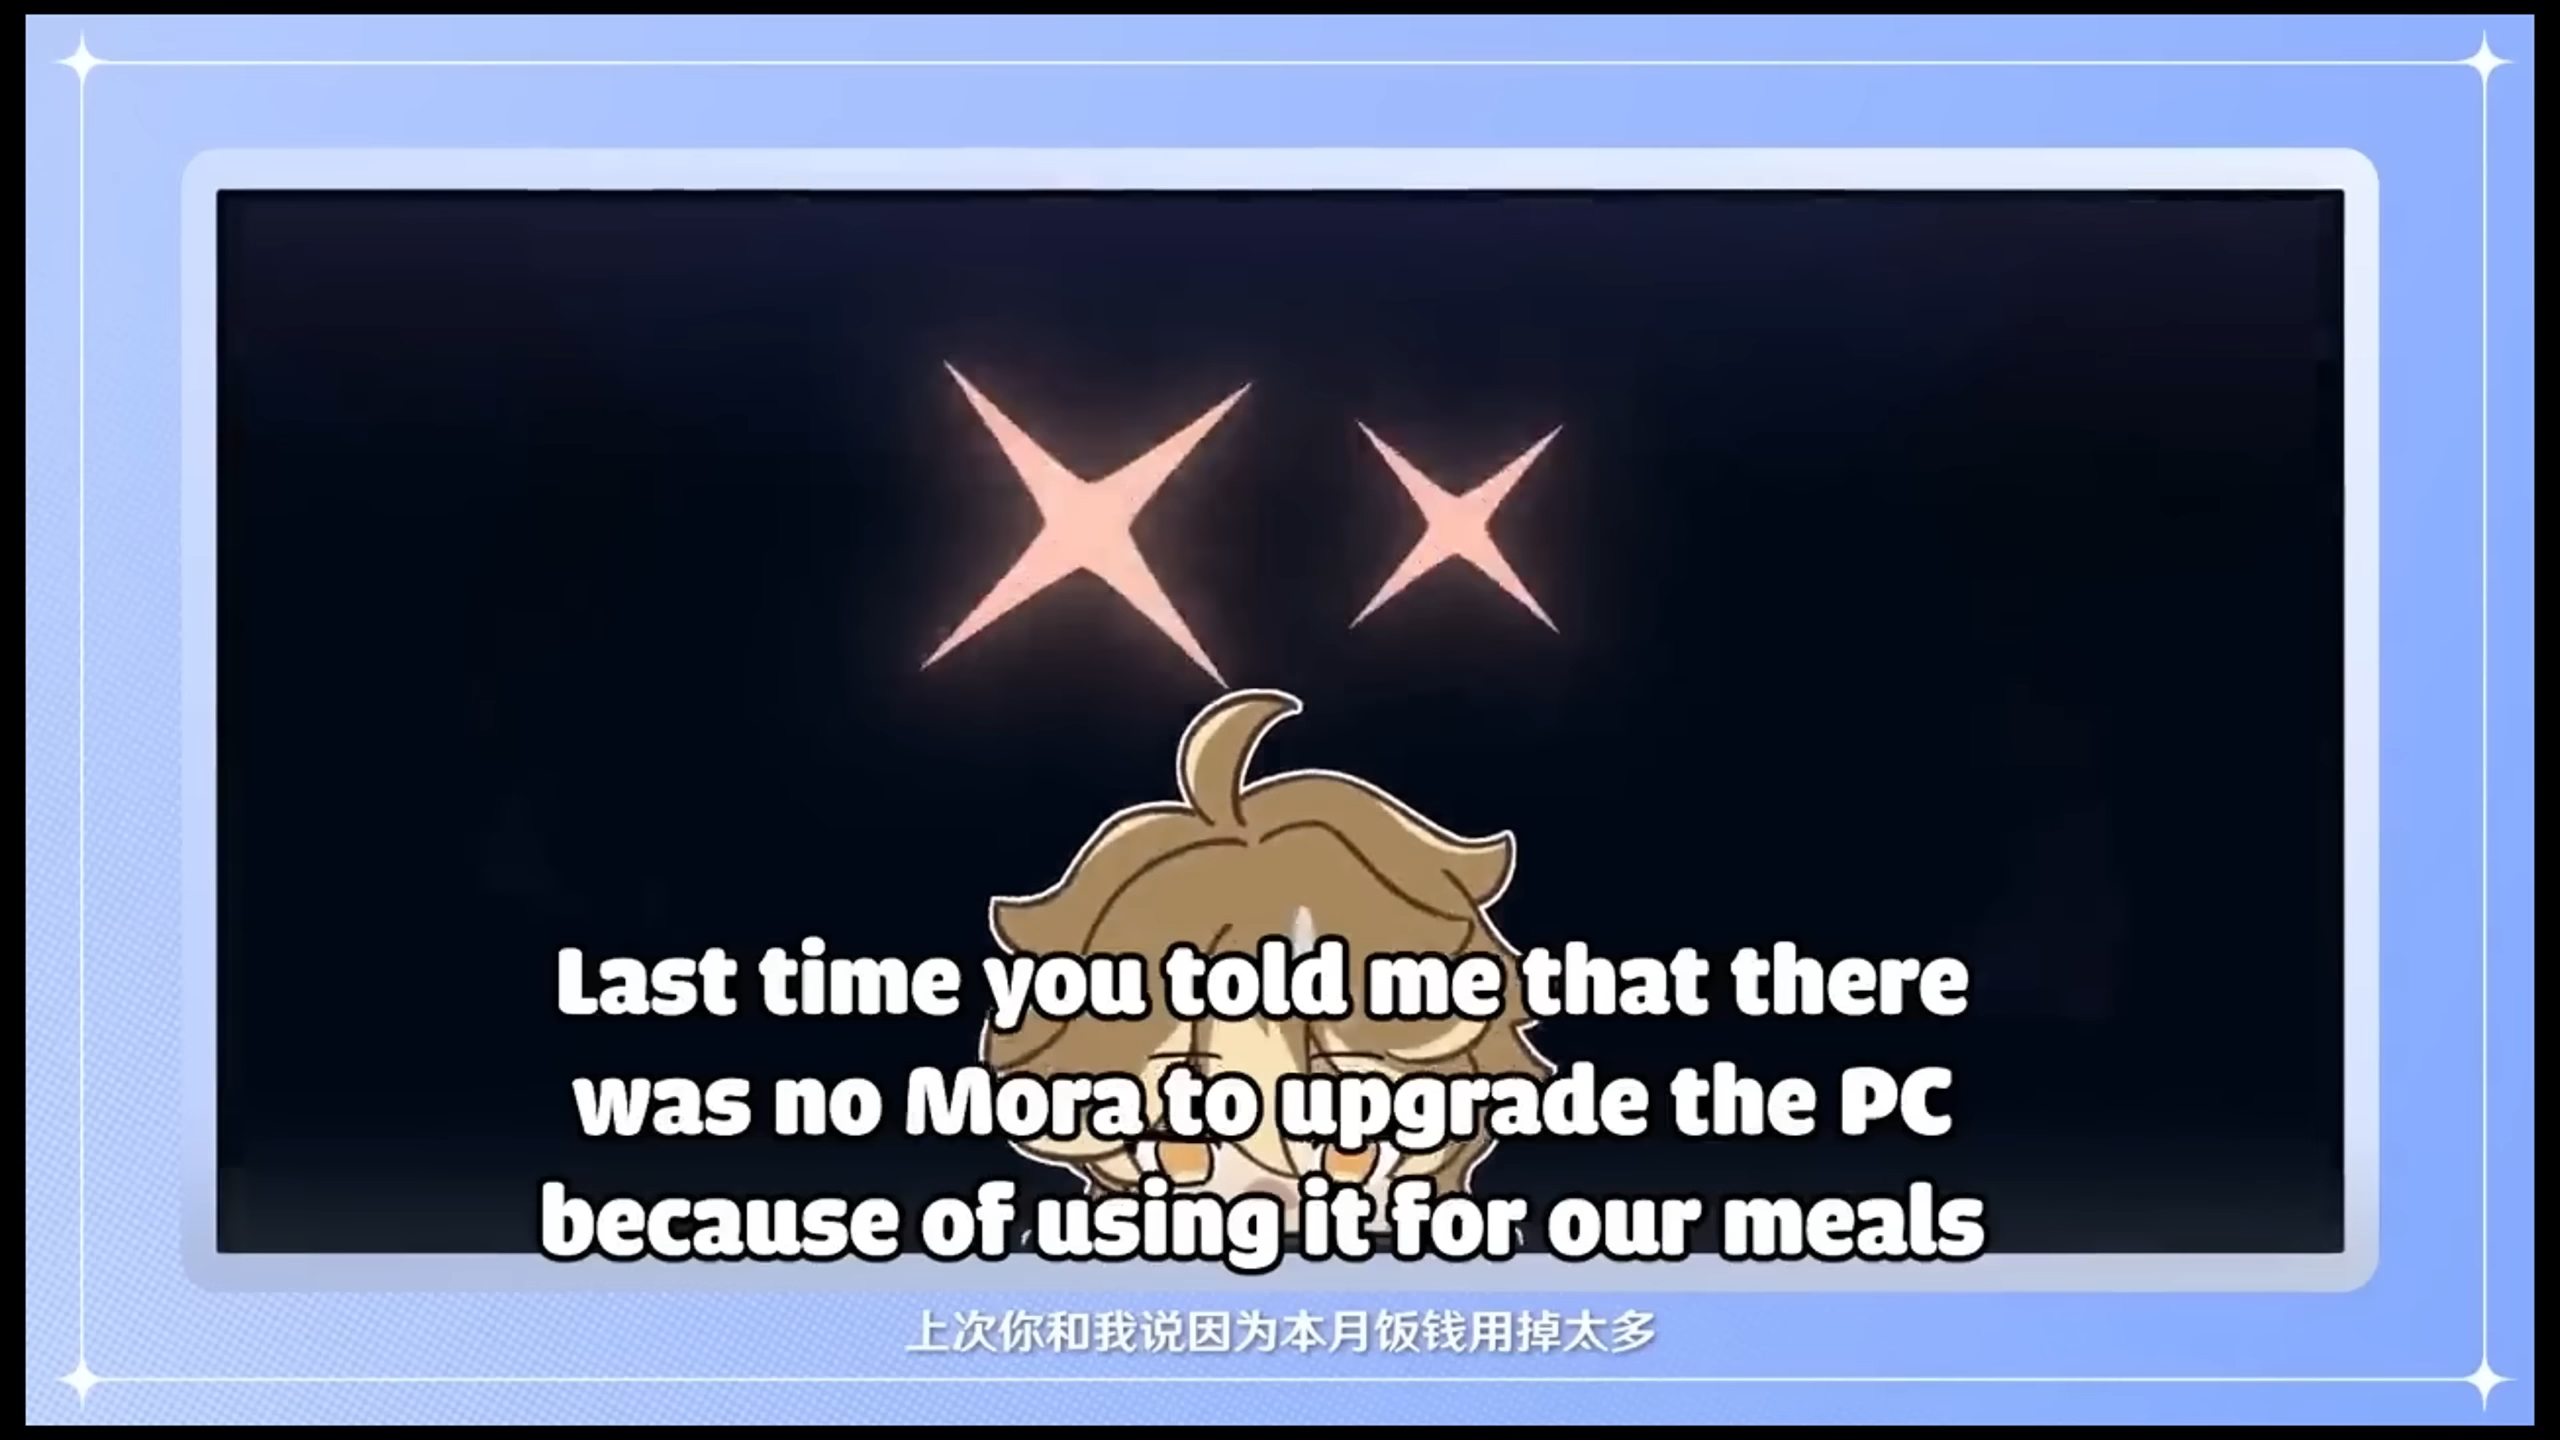 Last time you told me that there
was no Mora to upgrade the PC
because of using it for our meals
上次你和我说因为本月饭钱用掉太多